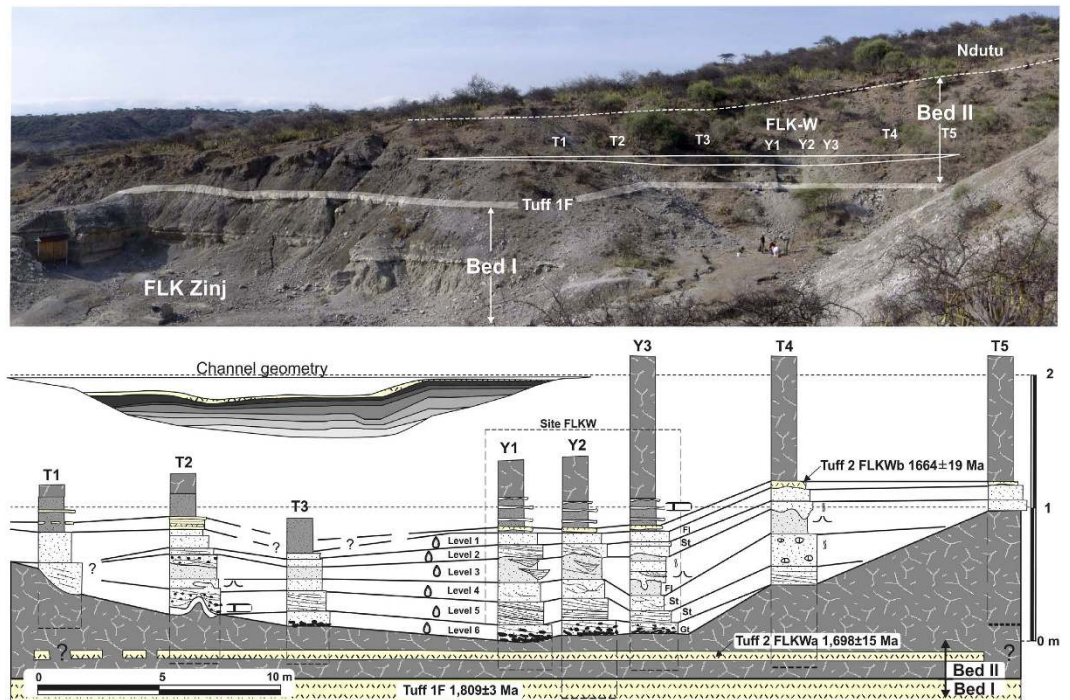 Ndutu
Bed II
FLK-W
T1 T2 T3 Y1 Y2 Y3 T4 T5
Tuff 1F
Bed I
FLK Zinj
Channel geometry
Y3
T4
T5
2
Site FLKW
Y1
Y2
T1
T2
T3
Tuff 2 FLKWb 1664±19 Ma
1
?
?
?
Level 1
Level 2
Level 3
Level 4
Level 5
Level 6
Fl
St
Fl
St
St
Gt
0 m
?
Tuff 2 FLKWa 1,698±15 Ma
?
Bed II
Bed I
0 5 10 m
Tuff 1F 1,809±3 Ma